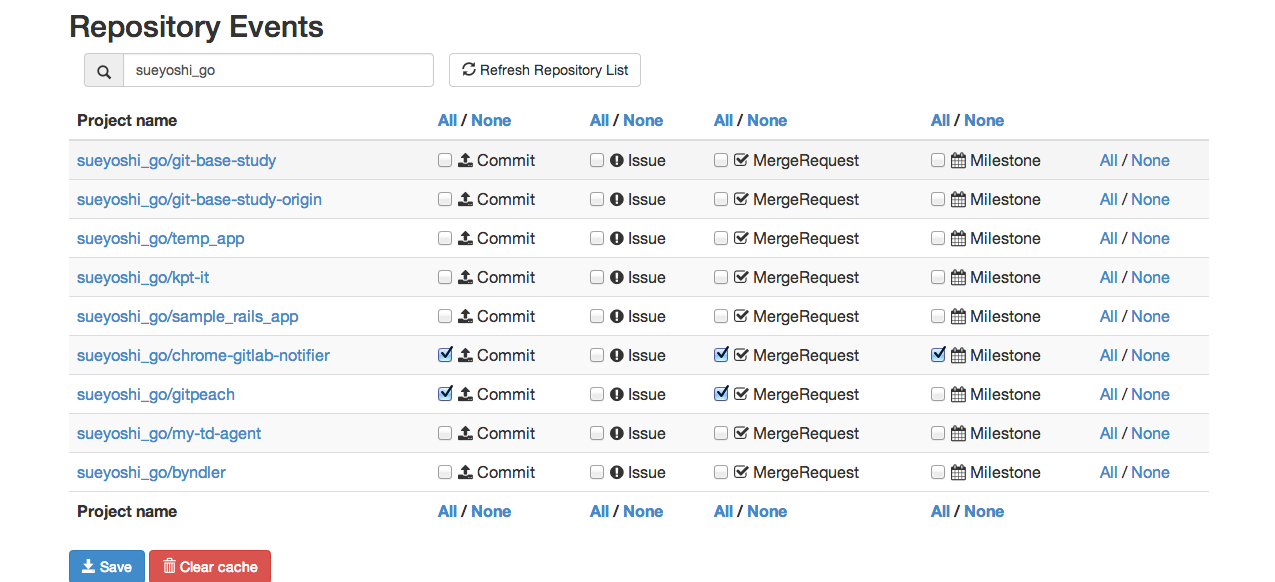 Repository Events
sueyoshi_go Refresh Repository List
Project name All / None All / None All / None All / None
sueyoshi_go/git-base-study Commit Issue MergeRequest Milestone All / None
sueyoshi_go/git-base-study-origin Commit Issue MergeRequest Milestone All / None
sueyoshi_go/temp_app Commit Issue MergeRequest Milestone All / None
sueyoshi_go/kpt-it Commit Issue MergeRequest Milestone All / None
sueyoshi_go/sample_rails_app Commit Issue MergeRequest Milestone All / None
sueyoshi_go/chrome-gitlab-notifier Commit Issue MergeRequest Milestone All / None
sueyoshi_go/gitpeach Commit Issue MergeRequest Milestone All / None
sueyoshi_go/my-td-agent Commit Issue MergeRequest Milestone All / None
sueyoshi_go/byndler Commit Issue MergeRequest Milestone All / None
Project name All / None All / None All / None All / None
Save Clear cache